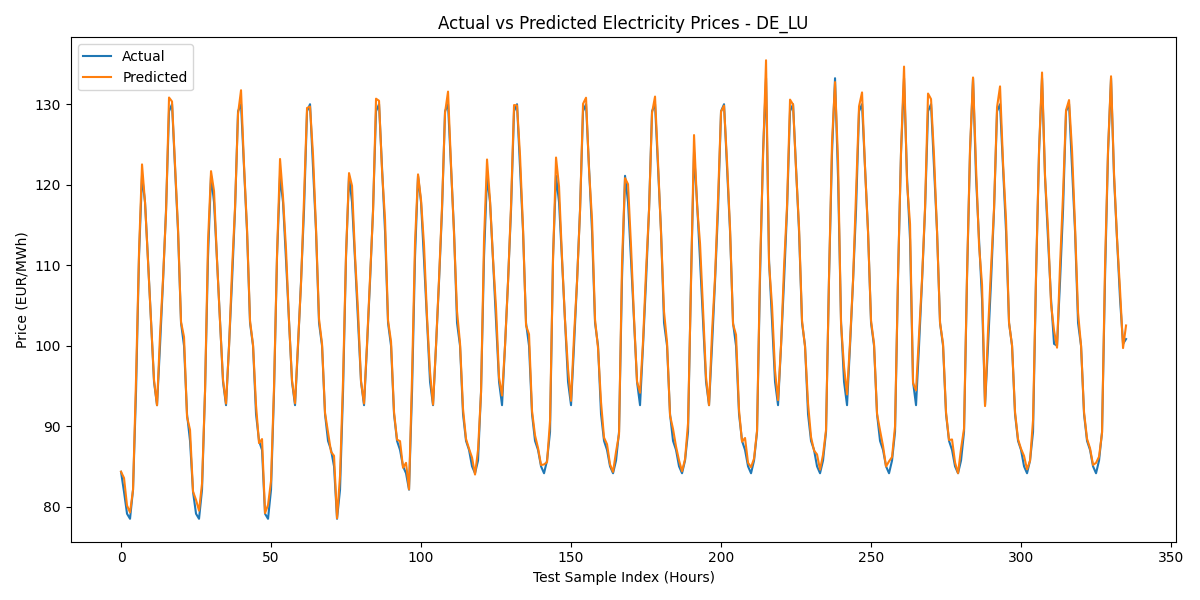 Actual vs Predicted Electricity Prices - DE_LU
Actual
Predicted
Price (EUR/MWh)
130
120
110
100
90
80
0
50
100
150
200
250
300
350
Test Sample Index (Hours)